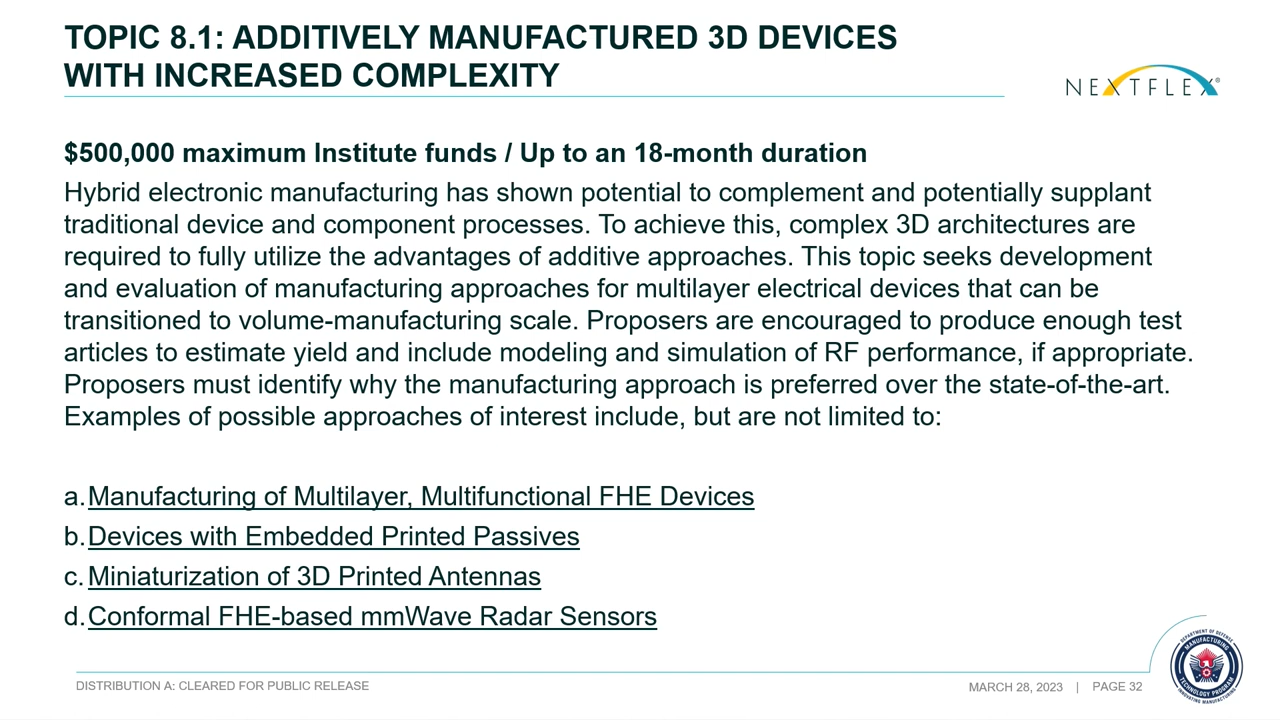 TOPIC 8.1: ADDITIVELY MANUFACTURED 3D DEVICES
WITH INCREASED COMPLEXITY
NEXTFLEX®
$500,000 maximum Institute funds / Up to an 18-month duration
Hybrid electronic manufacturing has shown potential to complement and potentially supplant
traditional device and component processes. To achieve this, complex 3D architectures are
required to fully utilize the advantages of additive approaches. This topic seeks development
and evaluation of manufacturing approaches for multilayer electrical devices that can be
transitioned to volume-manufacturing scale. Proposers are encouraged to produce enough test
articles to estimate yield and include modeling and simulation of RF performance, if appropriate.
Proposers must identify why the manufacturing approach is preferred over the state-of-the-art.
Examples of possible approaches of interest include, but are not limited to:
a. Manufacturing of Multilayer, Multifunctional FHE Devices
b. Devices with Embedded Printed Passives
c. Miniaturization of 3D Printed Antennas
d. Conformal FHE-based mmWave Radar Sensors
DEPARTMENT OF DEFENSE
MANUFACTURING
TECHNOLOGY PROGRAM
INNOVATING MANUFACTURING
DISTRIBUTION A: CLEARED FOR PUBLIC RELEASE
MARCH 28, 2023 | PAGE 32